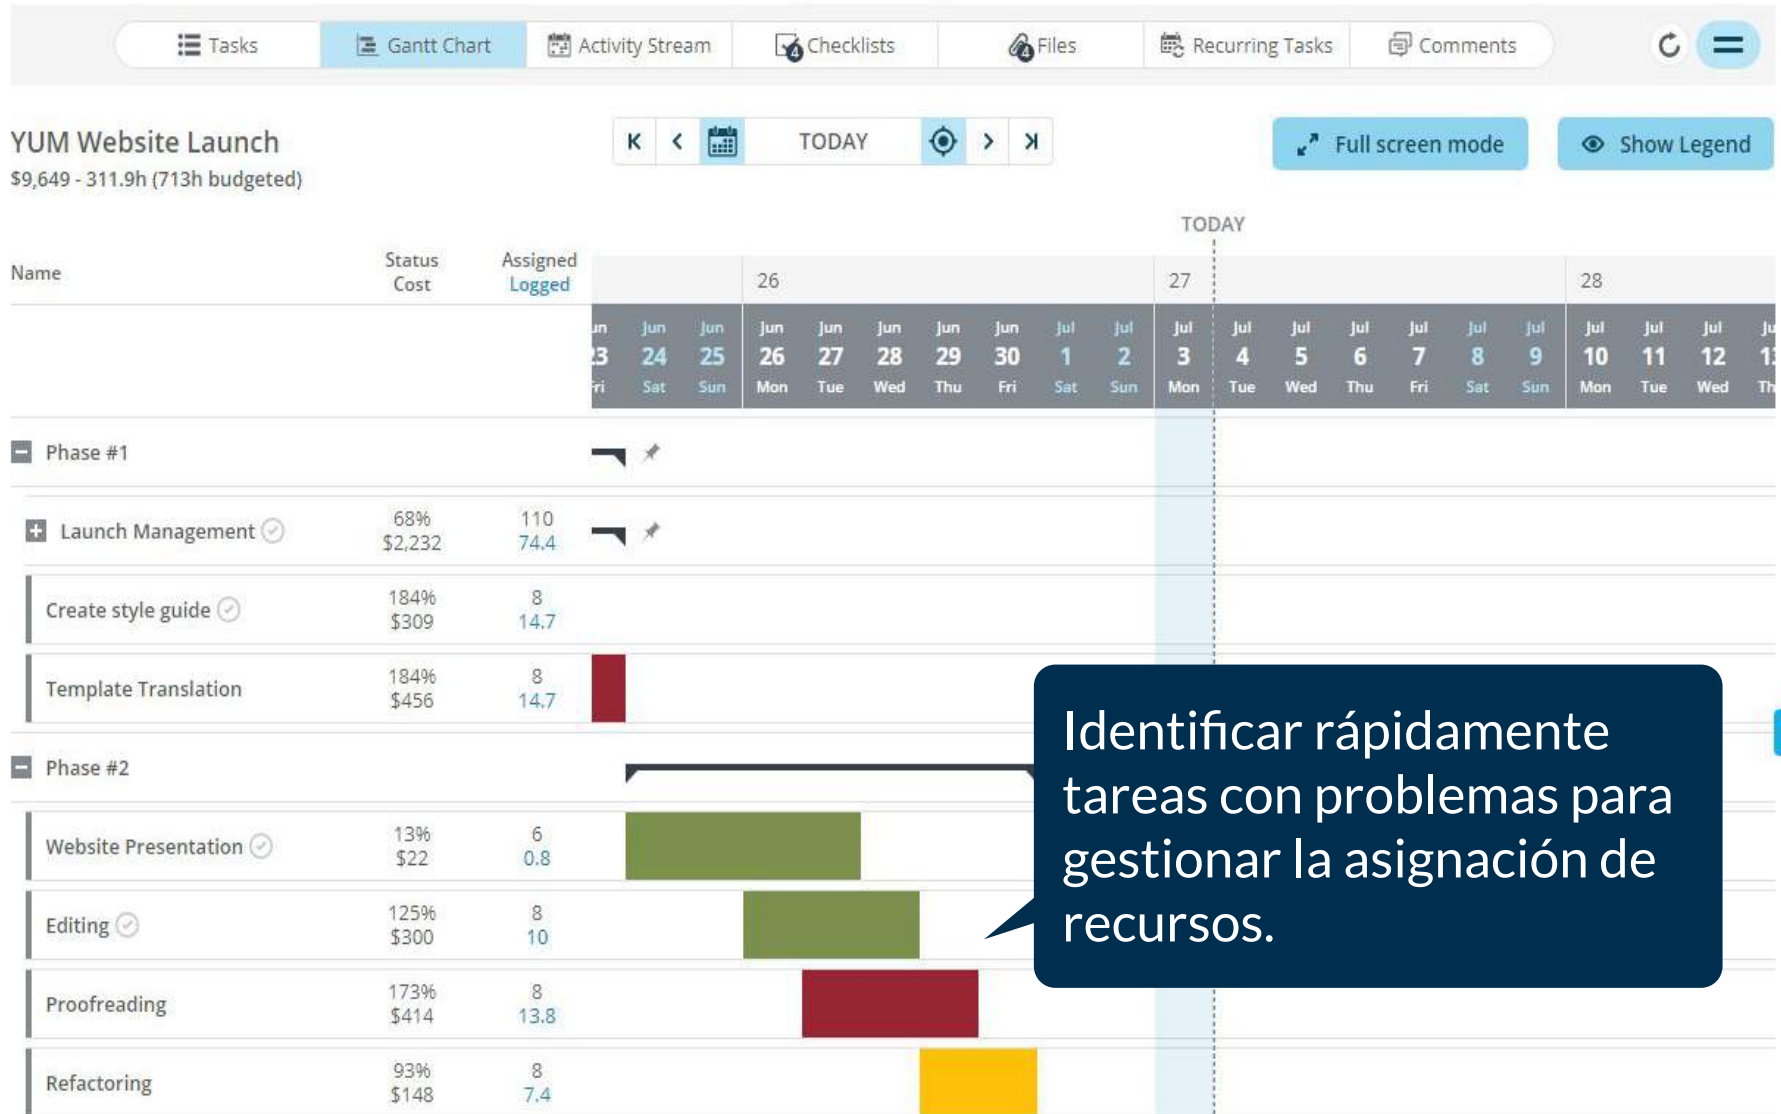 Tasks
Gantt Chart
Activity Stream
4
Checklists
4
Files
Recurring Tasks
Comments
YUM Website Launch
$9,649 - 311.9h (713h budgeted)
TODAY
Full screen mode
Show Legend
TODAY
Name
Status
Cost
Assigned
Logged
26
27
28
Jun Jun Jun Jun Jun Jun Jun Jul Jul Jul Jul Jul Jul Jul Jul Jul Jul Jul Jul
24 25 26 27 28 29 30 1 2 3 4 5 6 7 8 9 10 11 12
Sat Sun Mon Tue Wed Thu Fri Sat Sun Mon Tue Wed Thu Fri Sat Sun Mon Tue Wed
Phase #1
Launch Management
68%
$2,232
110
74.4
Create style guide
184%
$309
8
14.7
Template Translation
184%
$456
8
14.7
Phase #2
Website Presentation
13%
$22
6
0.8
Editing
125%
$300
8
10
Proofreading
173%
$414
8
13.8
Refactoring
93%
$148
8
7.4
Identificar rápidamente
tareas con problemas para
gestionar la asignación de
recursos.